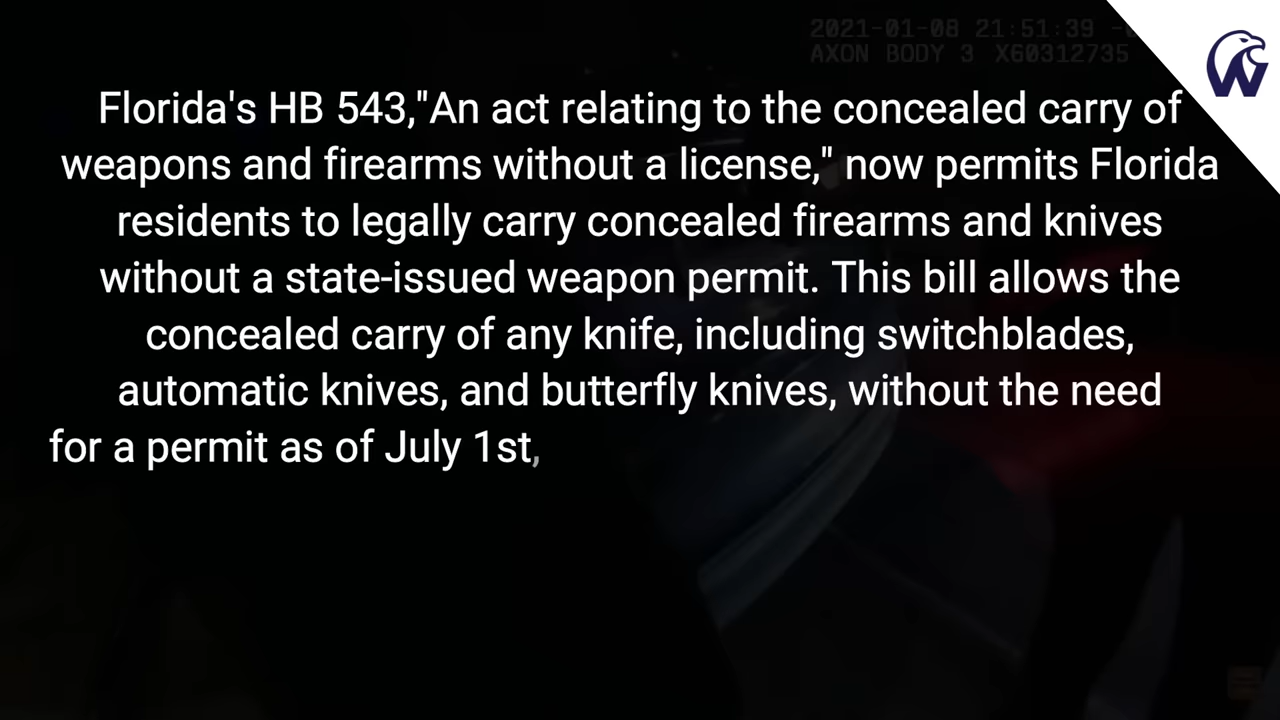 2021-01-08 21:51:39 -
AXON BODY 3 X60312735
Florida's HB 543,"An act relating to the concealed carry of
weapons and firearms without a license," now permits Florida
residents to legally carry concealed firearms and knives
without a state-issued weapon permit. This bill allows the
concealed carry of any knife, including switchblades,
automatic knives, and butterfly knives, without the need
for a permit as of July 1st,